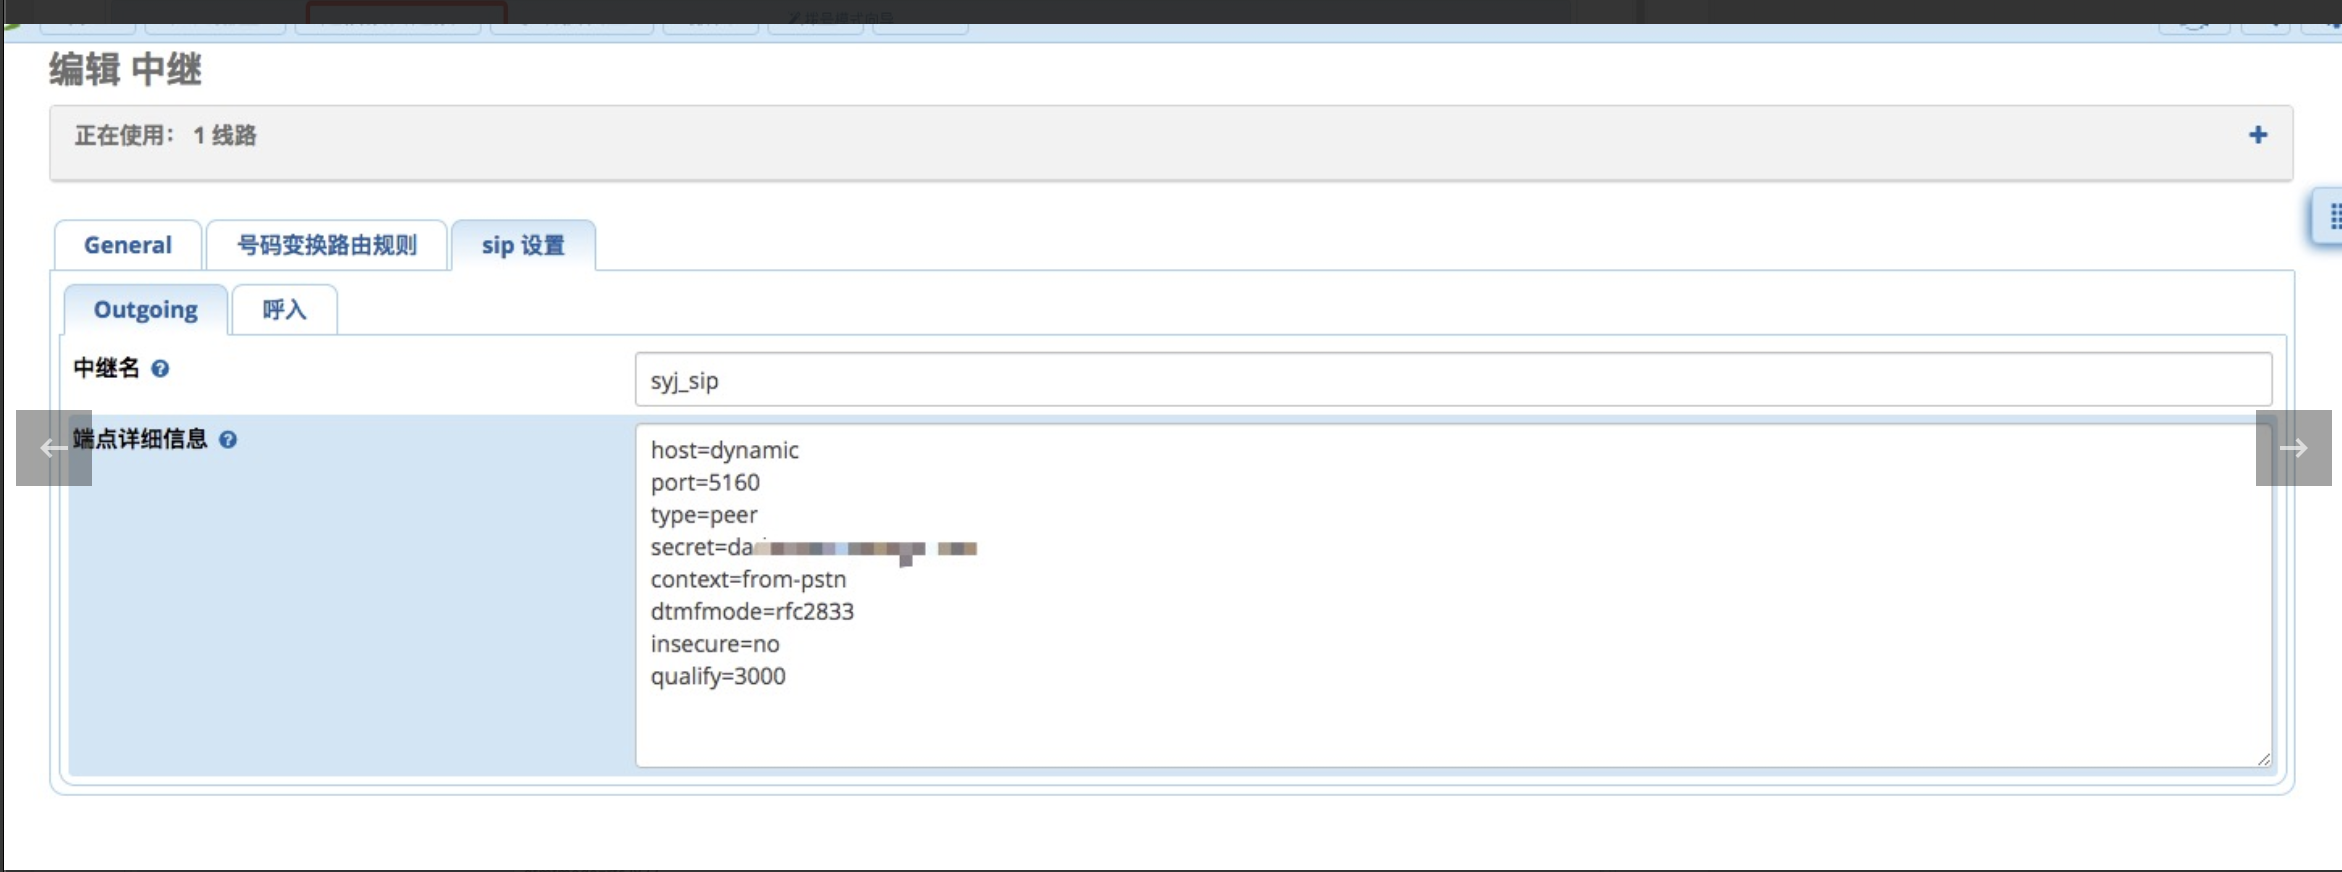 编辑 中继
正在使用： 1 线路
General 号码变换路由规则 sip 设置
Outgoing 呼入
中继名
syj_sip
端点详细信息
host=dynamic
port=5160
type=peer
secret=da
context=from-pstn
dtmfmode=rfc2833
insecure=no
qualify=3000